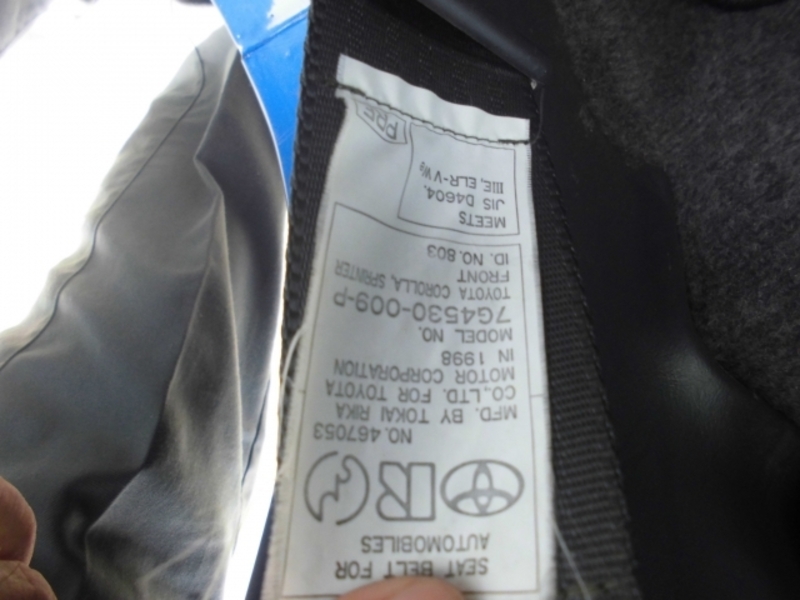 SEAT BELT FOR
AUTOMOBILES
NO. 467053
MFD. BY TOKAI RIKA
CO., LTD. FOR TOYOTA
MOTOR CORPORATION
IN 1998
MODEL NO.
7G4530-009-P
TOYOTA COROLLA, SPRINTER
FRONT
ID. NO. 803
MEETS
JIS D4604,
IIIE, ELR-VW9